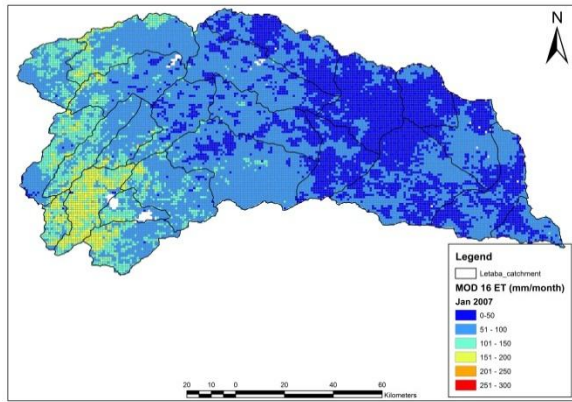 N
Legend
Letaba_catchment
MOD 16 ET (mm/month)
Jan 2007
0-50
51 - 100
101 - 150
151 - 200
201 - 250
251 - 300
20 10 0 20 40 60
Kilometers